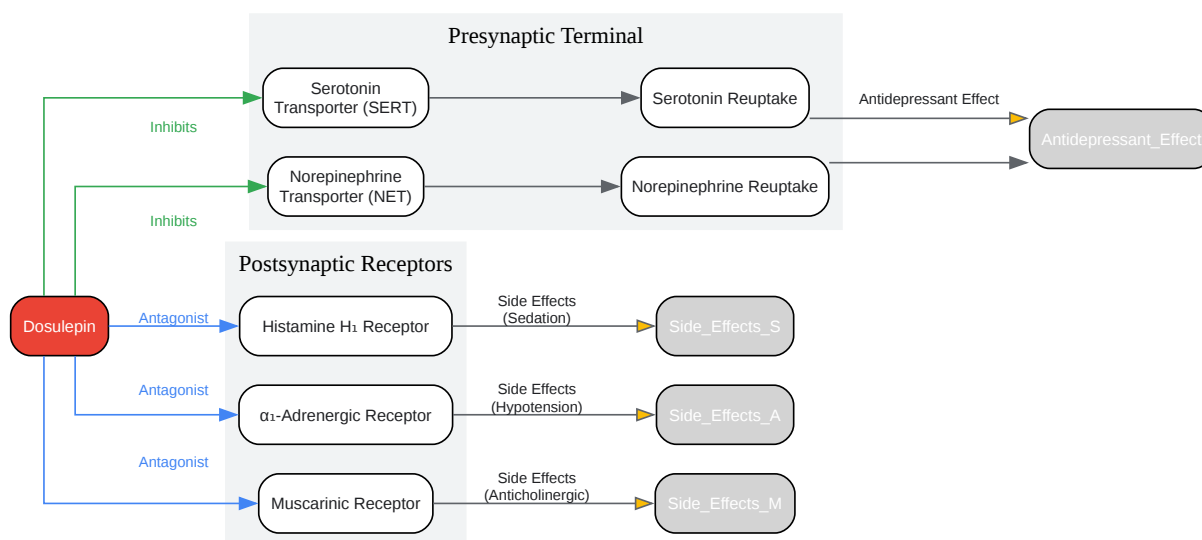 Presynaptic Terminal
Serotonin
Transporter (SERT)
Serotonin Reuptake
Antidepressant Effect
Antidepressant_Effect
Inhibits
Norepinephrine
Transporter (NET)
Norepinephrine Reuptake
Inhibits
Postsynaptic Receptors
Dosulepin
Antagonist
Histamine H₁ Receptor
Side Effects
(Sedation)
Side_Effects_S
Antagonist
α₁-Adrenergic Receptor
Side Effects
(Hypotension)
Side_Effects_A
Antagonist
Muscarinic Receptor
Side Effects
(Anticholinergic)
Side_Effects_M